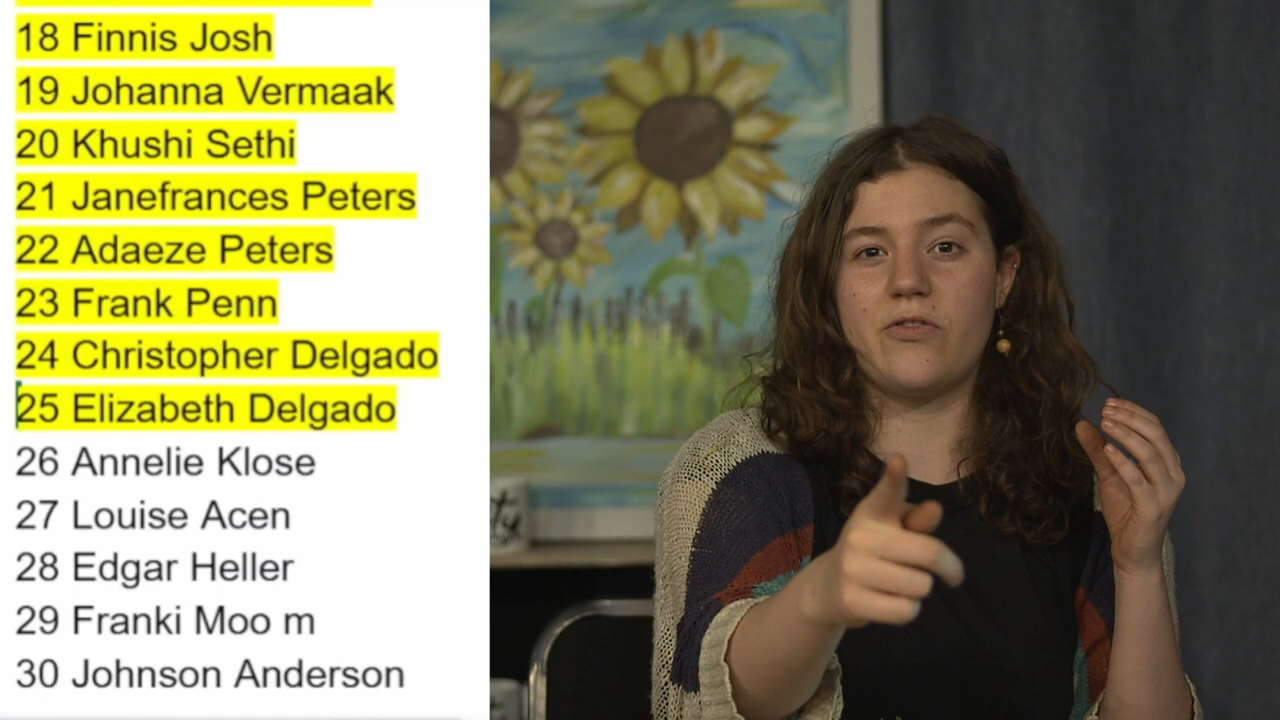 18 Finnis Josh
19 Johanna Vermaak
20 Khushi Sethi
21 Janefrances Peters
22 Adaeze Peters
23 Frank Penn
24 Christopher Delgado
25 Elizabeth Delgado
26 Annelie Klose
27 Louise Acen
28 Edgar Heller
29 Franki Moo m
30 Johnson Anderson